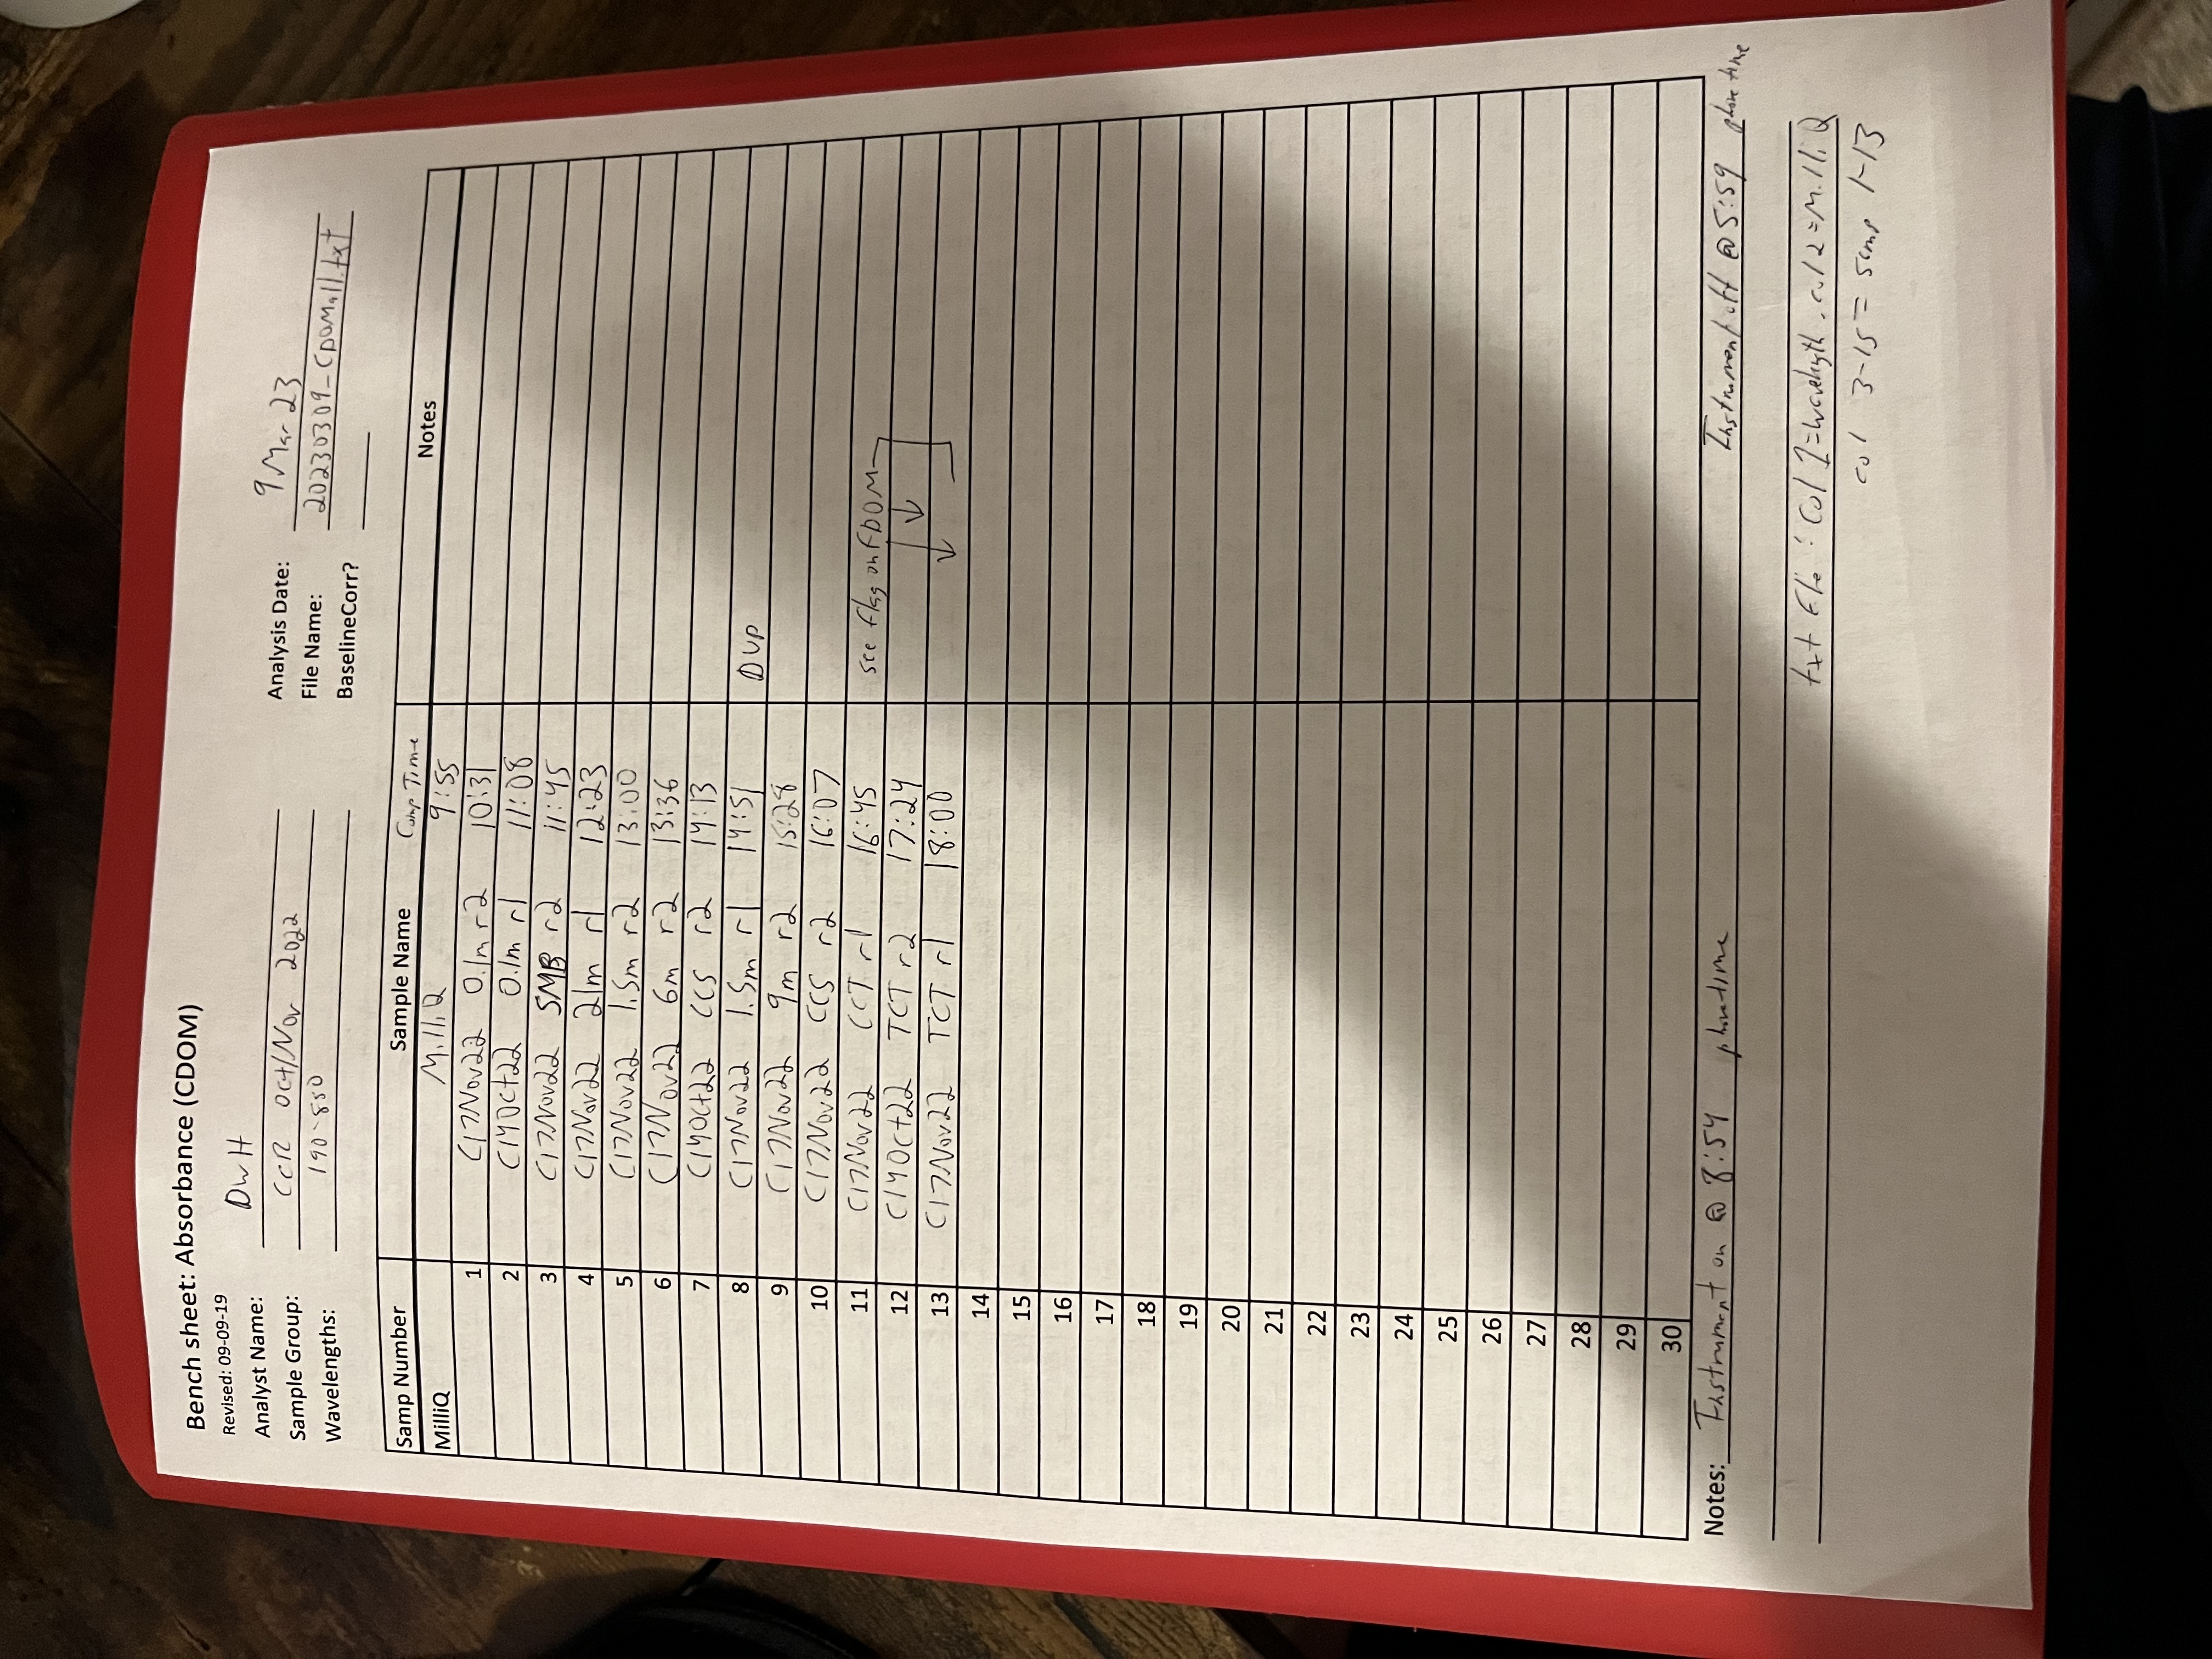 Bench sheet: Absorbance (CDOM)
Revised: 09-09-19
Analyst Name: DWH
Sample Group: CCR Oct/Nov 2022
Wavelengths: 190-850
Analysis Date: 9 Mar 23
File Name: 20230309_CDOMall.txt
BaselineCorr?
Samp Number Sample Name Comp Time Notes
MilliQ MilliQ 9:55
1 C17Nov22 0.1m r2 10:31
2 C14Oct22 0.1m r1 11:08
3 C17Nov22 SMB r2 11:45
4 C17Nov22 21m r1 12:23
5 C17Nov22 1.5m r2 13:00
6 C17Nov22 6m r2 13:36
7 C14Oct22 CCS r2 14:13
8 C17Nov22 1.5m r1 14:51 DUP
9 C17Nov22 9m r2 15:28
10 C17Nov22 CCS r2 16:07
11 C17Nov22 CCT r1 16:45 see flag on FDOM
12 C14Oct22 TCT r2 17:24
13 C17Nov22 TCT r1 18:00
14
15
16
17
18
19
20
21
22
23
24
25
26
27
28
29
30
Notes: Instrument on @ 8:54 phone time Instrument off @ 5:59 phone time
txt file: Col 1=wavelength, col 2=MilliQ
col 3-15 = samp 1-13